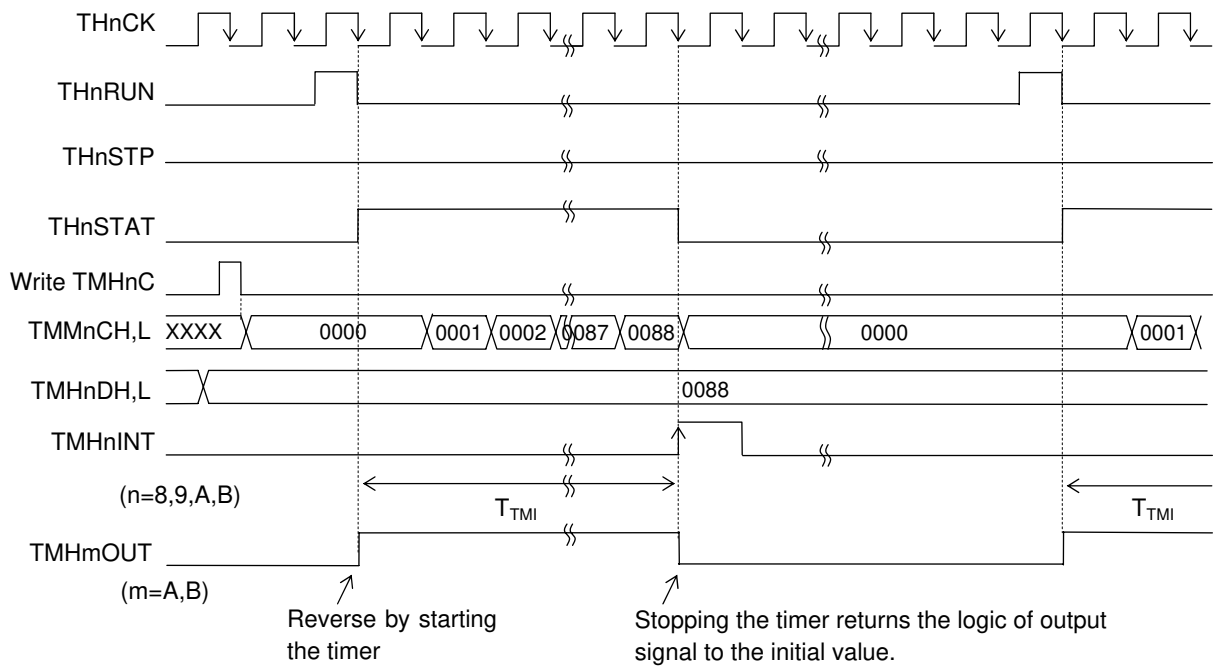 THnCK
THnRUN
THnSTP
THnSTAT
Write TMHnC
TMMnCH,L XXXX 0000 0001 0002 0087 0088 0000 0001
TMHnDH,L 0088
TMHnINT
(n=8,9,A,B)
TTMI TTMI
TMHmOUT
(m=A,B)
Reverse by starting
the timer
Stopping the timer returns the logic of output
signal to the initial value.